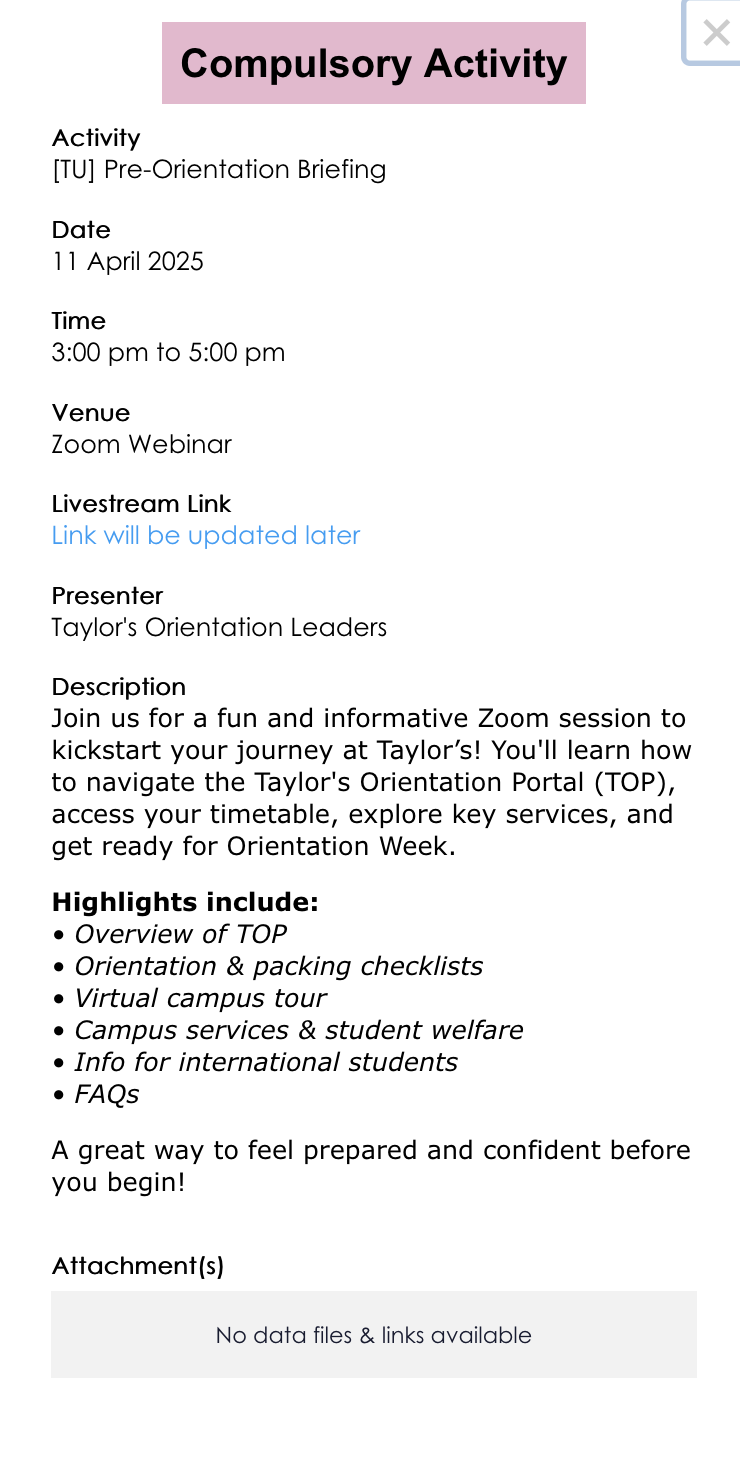 Compulsory Activity
Activity
[TU] Pre-Orientation Briefing
Date
11 April 2025
Time
3:00 pm to 5:00 pm
Venue
Zoom Webinar
Livestream Link
Link will be updated later
Presenter
Taylor's Orientation Leaders
Description
Join us for a fun and informative Zoom session to
kickstart your journey at Taylor’s! You'll learn how
to navigate the Taylor's Orientation Portal (TOP),
access your timetable, explore key services, and
get ready for Orientation Week.
Highlights include:
• Overview of TOP
• Orientation & packing checklists
• Virtual campus tour
• Campus services & student welfare
• Info for international students
• FAQs
A great way to feel prepared and confident before
you begin!
Attachment(s)
No data files & links available